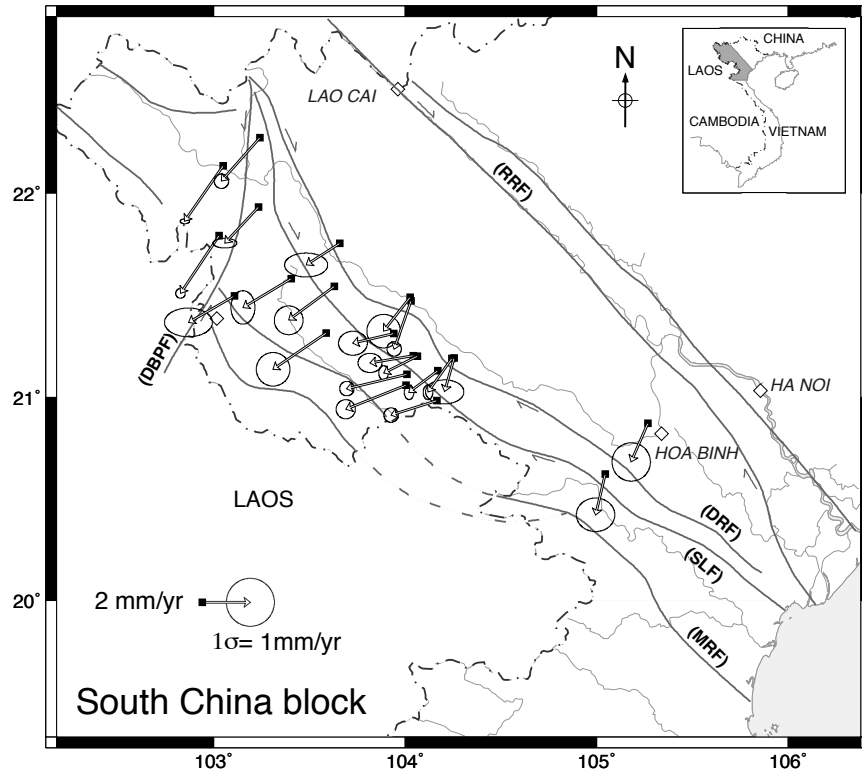 CHINA
LAOS
CAMBODIA
VIETNAM
N
LAO CAI
22°
(RRF)
21°
(DBPF)
HA NOI
HOA BINH
LAOS
(DRF)
(SLF)
20°
2 mm/yr
1σ= 1mm/yr
(MRF)
South China block
103°
104°
105°
106°